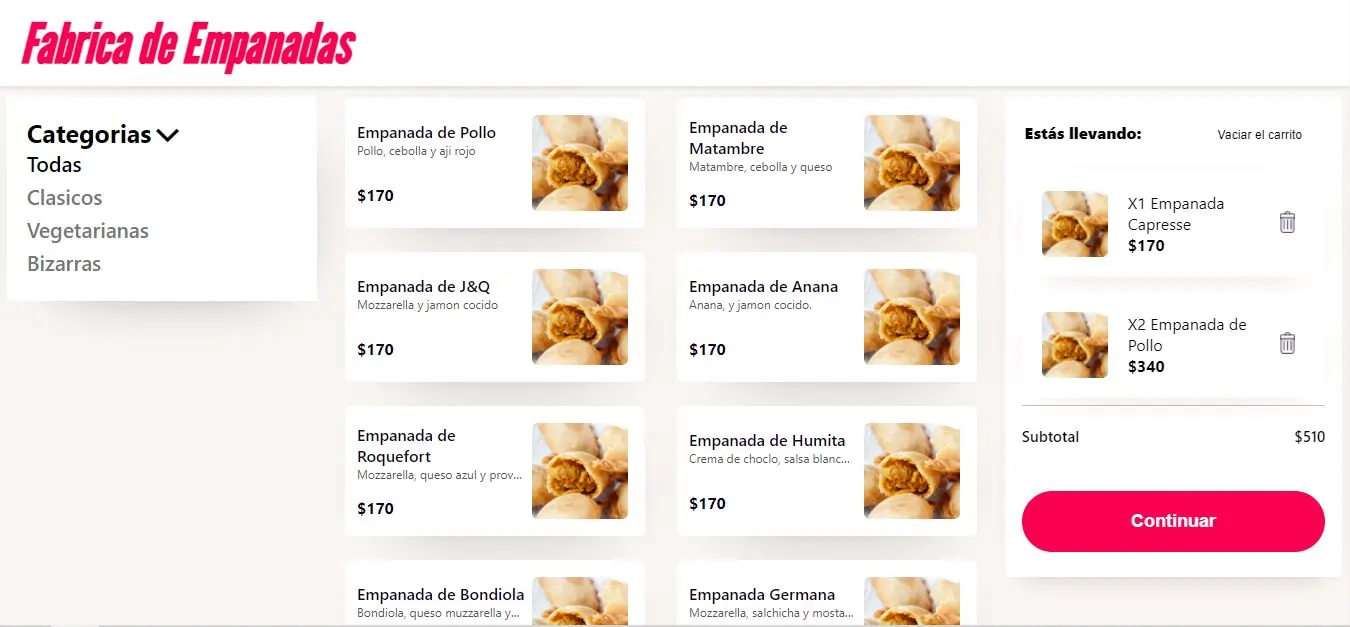 Fabrica de Empanadas
Categorias
Todas
Clasicos
Vegetarianas
Bizarras
Empanada de Pollo
Pollo, cebolla y aji rojo
$170
Empanada de
Matambre
Matambre, cebolla y queso
$170
Empanada de J&Q
Mozzarella y jamon cocido
$170
Empanada de Anana
Anana, y jamon cocido.
$170
Empanada de
Roquefort
Mozzarella, queso azul y prov...
$170
Empanada de Humita
Crema de choclo, salsa blanc...
$170
Empanada de Bondiola
Bondiola, queso muzzarella y...
Empanada Germana
Mozzarella, salchicha y mosta...
Estás llevando:
Vaciar el carrito
X1 Empanada
Capresse
$170
X2 Empanada de
Pollo
$340
Subtotal $510
Continuar